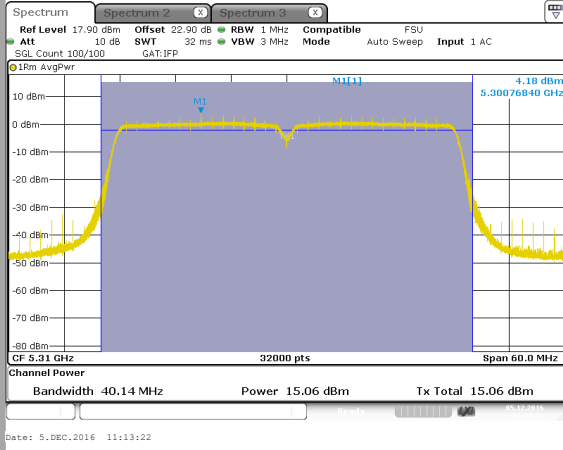 Spectrum Spectrum 2 X Spectrum 3 X
Ref Level 17.90 dBm Offset 22.90 dB RBW 1 MHz Compatible FSU
Att 10 dB SWT 32 ms VBW 3 MHz Mode Auto Sweep Input 1 AC
SGL Count 100/100 GAT:IFP
1Rm AvgPwr
M1[1] 4.18 dBm
5.30076840 GHz
10 dBm
M1
0 dBm
-10 dBm
-20 dBm
-30 dBm
-40 dBm
-50 dBm
-60 dBm
-70 dBm
-80 dBm
CF 5.31 GHz 32000 pts Span 60.0 MHz
Channel Power
Bandwidth 40.14 MHz Power 15.06 dBm Tx Total 15.06 dBm
Ready 05.12.2016
Date: 5.DEC.2016 11:13:22